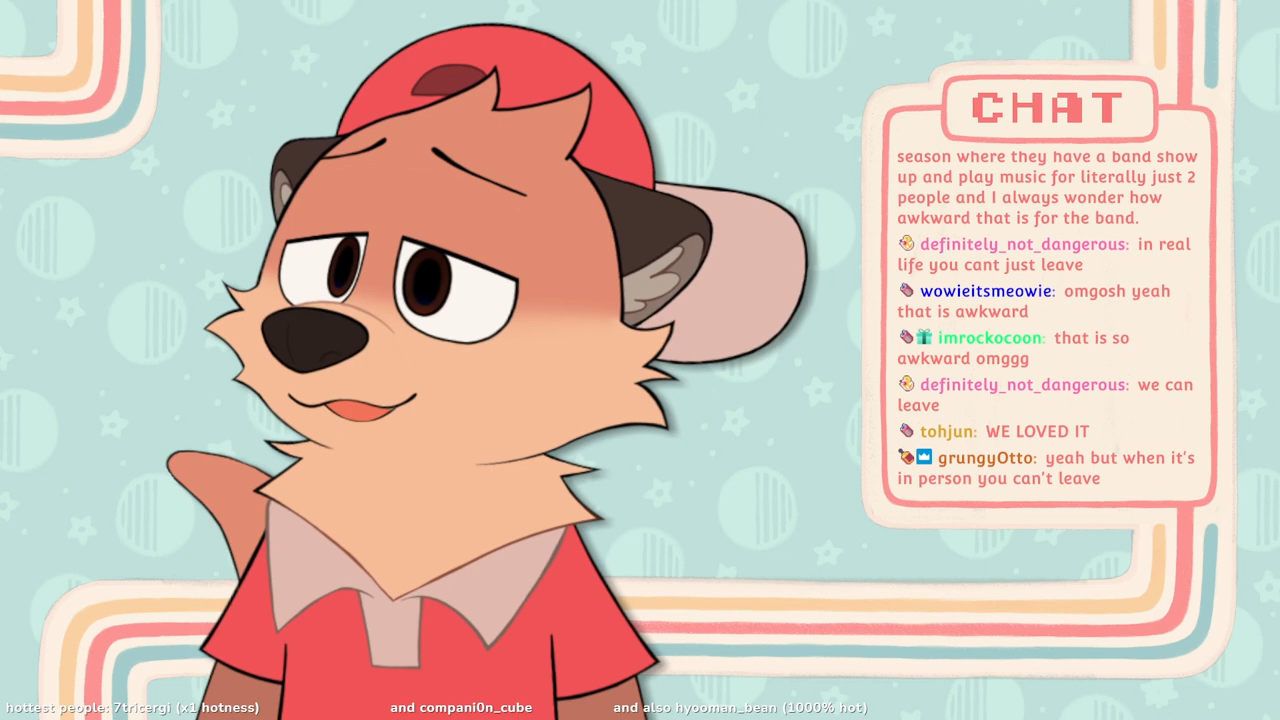 CHAT
season where they have a band show
up and play music for literally just 2
people and I always wonder how
awkward that is for the band.
definitely_not_dangerous: in real
life you cant just leave
wowieitsmeowie: omgosh yeah
that is awkward
imrockocoon: that is so
awkward omggg
definitely_not_dangerous: we can
leave
tohjun: WE LOVED IT
grungyOtto: yeah but when it's
in person you can't leave
hottest people: 7tricergi (x1 hotness) and compani0n_cube and also hyooman_bean (1000% hot)